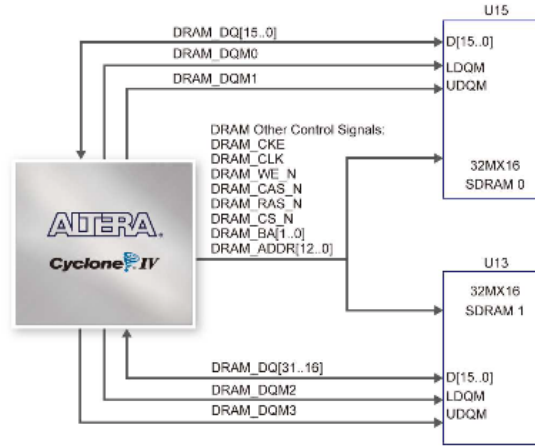 U15
DRAM_DQ[15..0]
D[15..0]
DRAM_DQM0
LDQM
DRAM_DQM1
UDQM
DRAM Other Control Signals:
DRAM_CKE
DRAM_CLK
DRAM_WE_N
DRAM_CAS_N
DRAM_RAS_N
DRAM_CS_N
DRAM_BA[1..0]
DRAM_ADDR[12..0]
32MX16
SDRAM 0
ALTERA.
Cyclone IV
U13
32MX16
SDRAM 1
DRAM_DQ[31..16]
D[15..0]
DRAM_DQM2
LDQM
DRAM_DQM3
UDQM